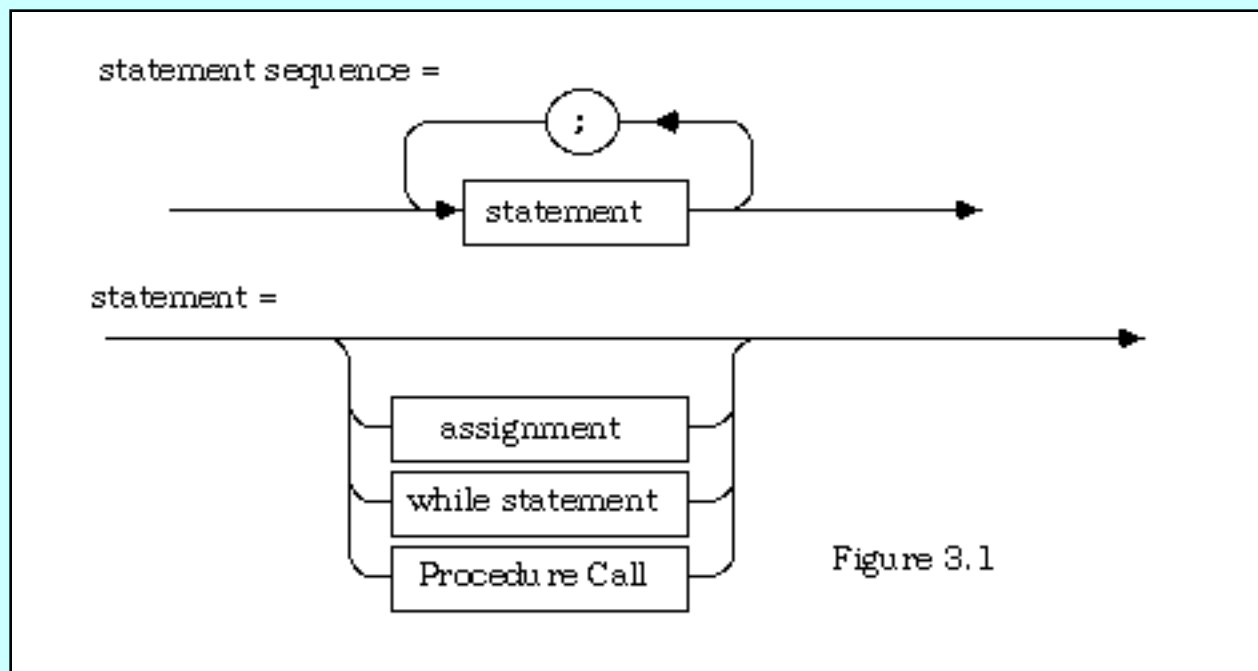 statement sequence =
;
statement
statement =
assignment
while statement
Procedure Call
Figure 3.1